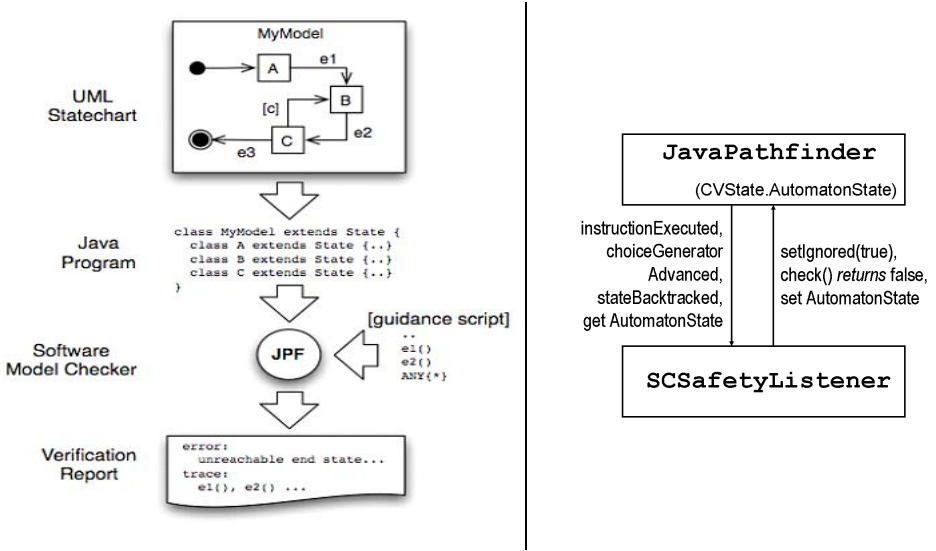 MyModel
A
e1
B
[c]
e2
C
e3
UML
Statechart
class MyModel extends State {
class A extends State {..}
class B extends State {..}
class C extends State {..}
}
Java
Program
[guidance script]
..
e1()
e2()
ANY{*}
JPF
Software
Model Checker
error:
unreachable end state...
trace:
e1(), e2() ...
Verification
Report
JavaPathfinder
(CVState.AutomatonState)
instructionExecuted,
choiceGenerator
Advanced,
stateBacktracked,
get AutomatonState
setIgnored(true),
check() returns false,
set AutomatonState
SCSafetyListener